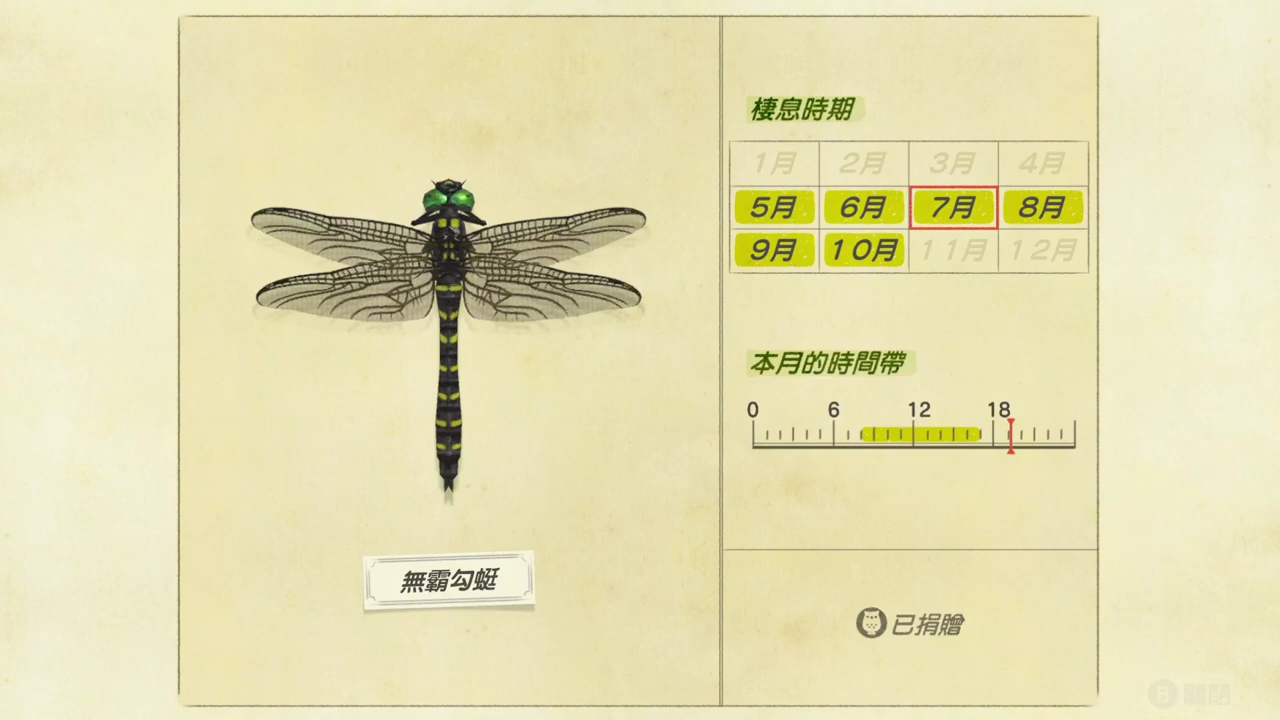 棲息時期
1月 2月 3月 4月
5月 6月 7月 8月
9月 10月 11月 12月
本月的時間帶
0 6 12 18
無霸勾蜓
已捐贈
B 關閉